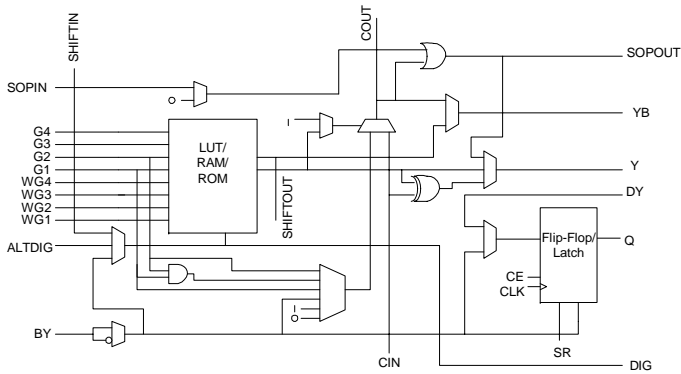 SHIFTIN
COUT
SOPIN
O
SOPOUT
YB
G4
G3
G2
G1
WG4
WG3
WG2
WG1
LUT/
RAM/
ROM
I
SHIFTOUT
Y
DY
ALTDIG
Flip-Flop/
Latch
Q
CE
CLK
I
O
BY
CIN
SR
DIG